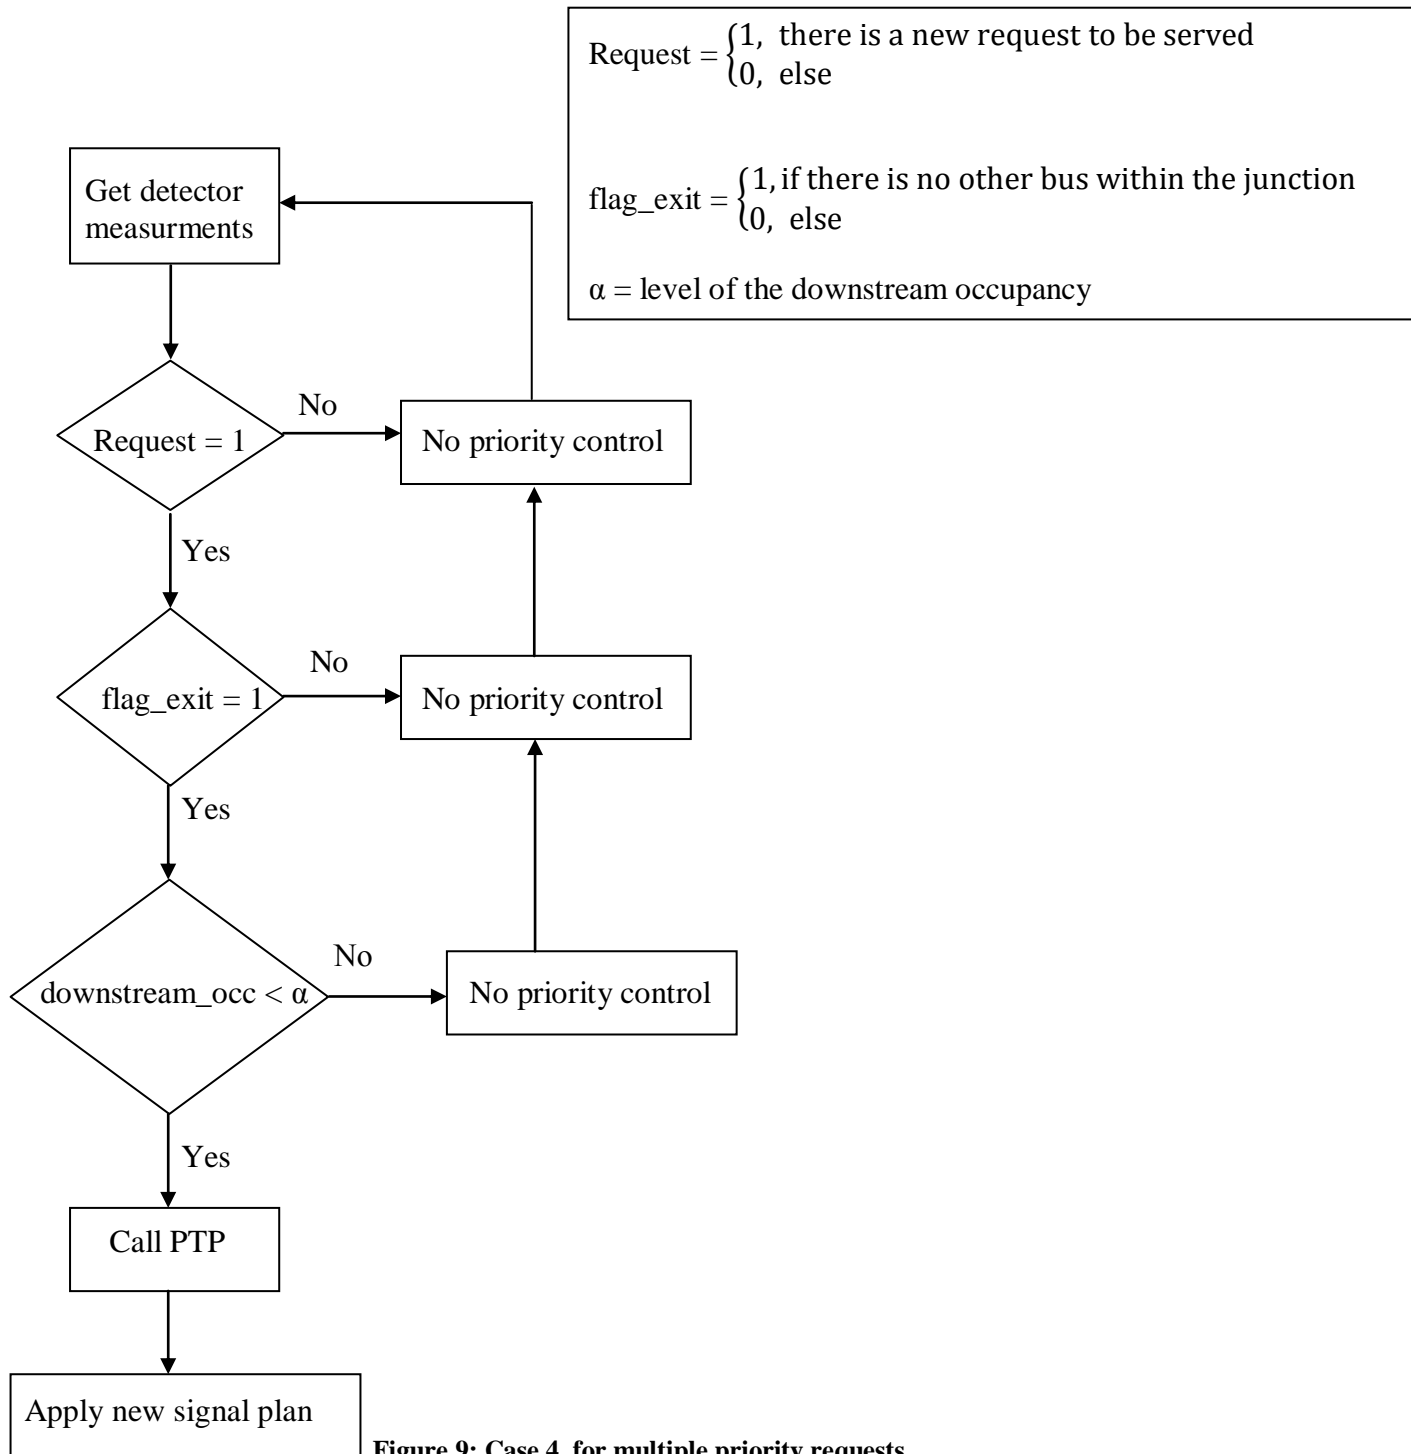 Request = {1, there is a new request to be served
0, else
flag_exit = {1, if there is no other bus within the junction
0, else
α = level of the downstream occupancy
Get detector
measurments
Request = 1
No
No priority control
Yes
flag_exit = 1
No
No priority control
Yes
downstream_occ < α
No
No priority control
Yes
Call PTP
Apply new signal plan
Figure 9: Case 4, for multiple priority requests